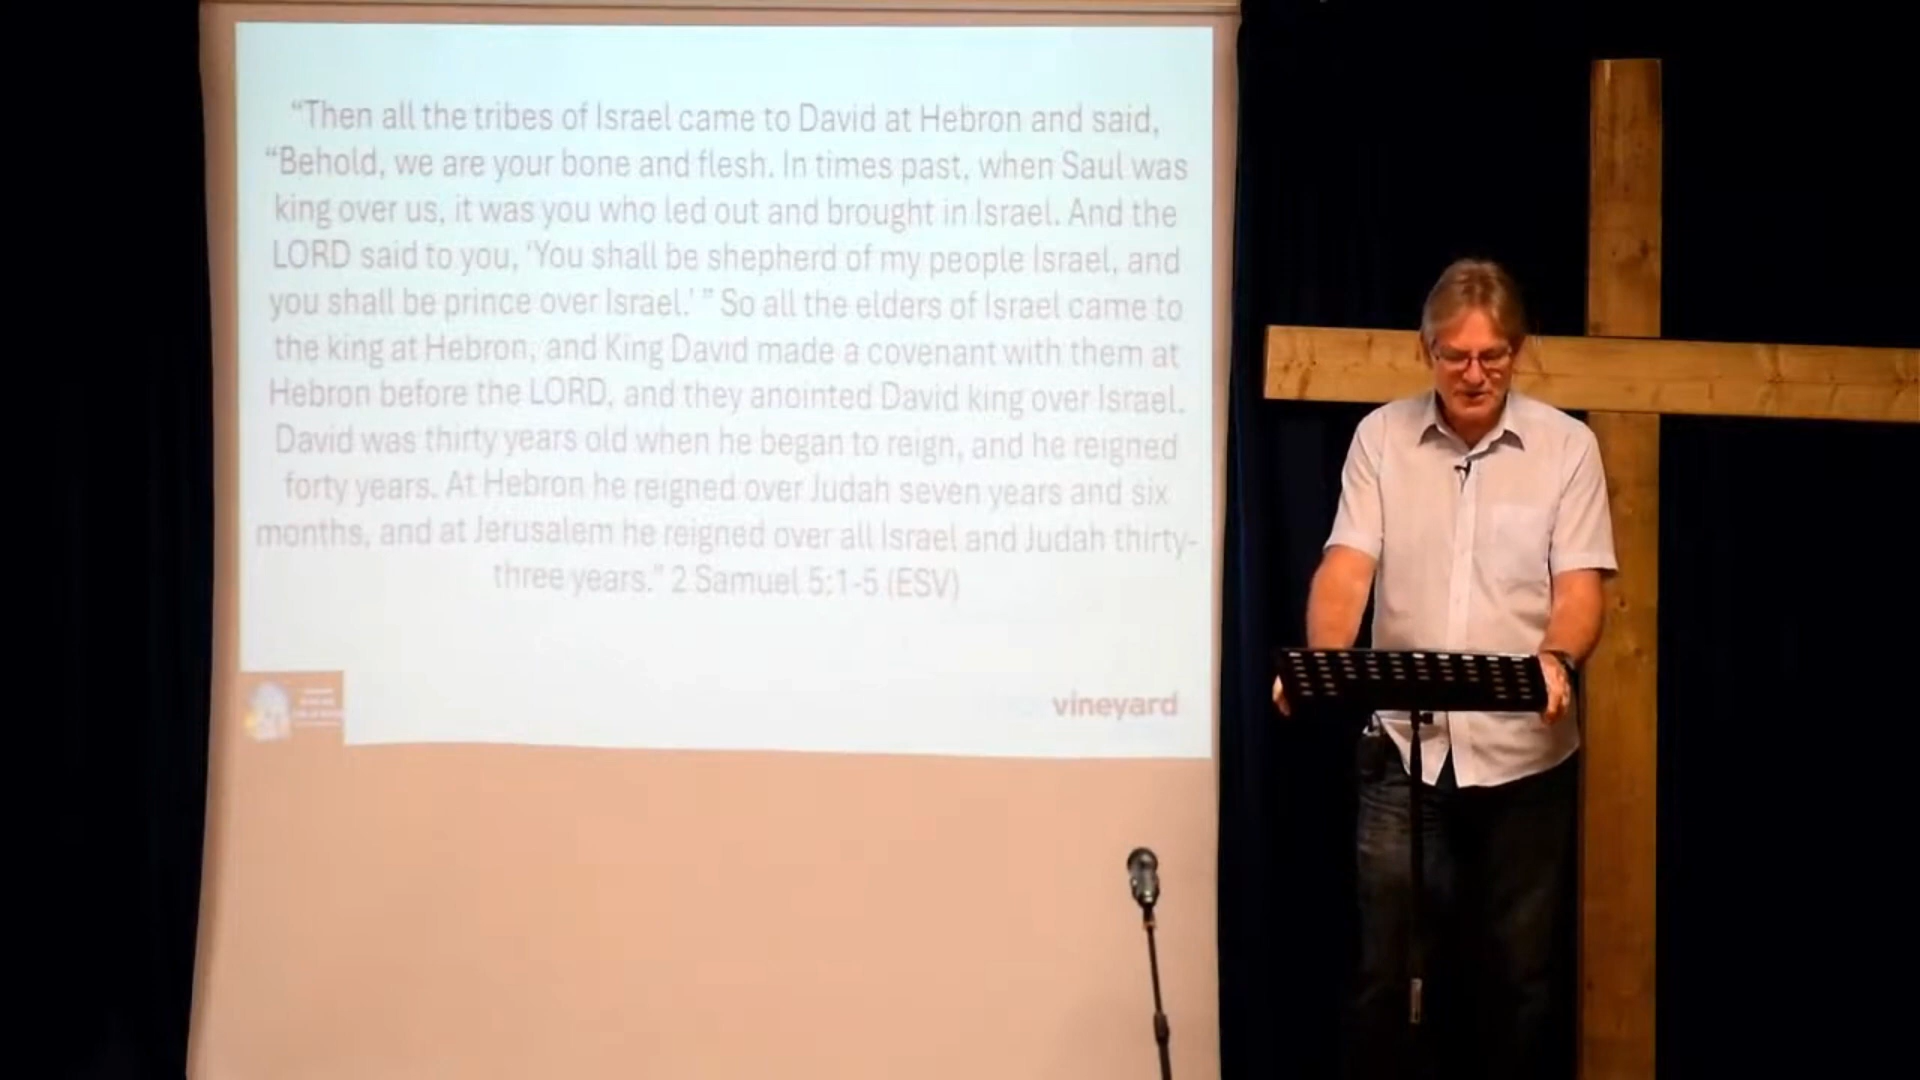 “Then all the tribes of Israel came to David at Hebron and said,
“Behold, we are your bone and flesh. In times past, when Saul was
king over us, it was you who led out and brought in Israel. And the
LORD said to you, ‘You shall be shepherd of my people Israel, and
you shall be prince over Israel.’ ” So all the elders of Israel came to
the king at Hebron, and King David made a covenant with them at
Hebron before the LORD, and they anointed David king over Israel.
David was thirty years old when he began to reign, and he reigned
forty years. At Hebron he reigned over Judah seven years and six
months, and at Jerusalem he reigned over all Israel and Judah thirty-
three years.” 2 Samuel 5:1-5 (ESV)
vineyard